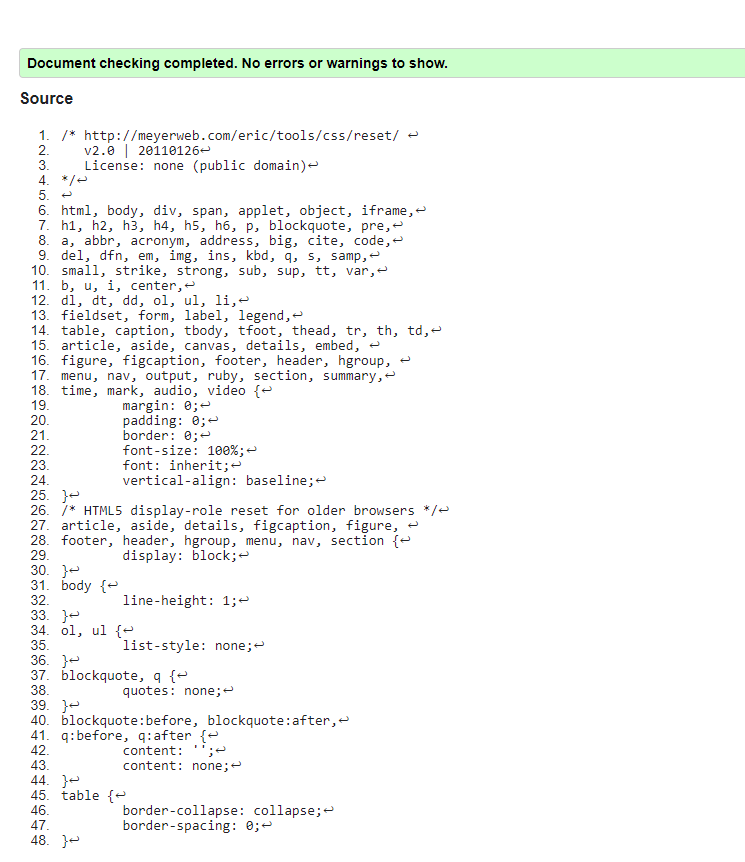 Document checking completed. No errors or warnings to show.
Source
1. /* http://meyerweb.com/eric/tools/css/reset/ ↩
2.    v2.0 | 20110126↩
3.    License: none (public domain)↩
4. */↩
5. ↩
6. html, body, div, span, applet, object, iframe,↩
7. h1, h2, h3, h4, h5, h6, p, blockquote, pre,↩
8. a, abbr, acronym, address, big, cite, code,↩
9. del, dfn, em, img, ins, kbd, q, s, samp,↩
10. small, strike, strong, sub, sup, tt, var,↩
11. b, u, i, center,↩
12. dl, dt, dd, ol, ul, li,↩
13. fieldset, form, label, legend,↩
14. table, caption, tbody, tfoot, thead, tr, th, td,↩
15. article, aside, canvas, details, embed, ↩
16. figure, figcaption, footer, header, hgroup, ↩
17. menu, nav, output, ruby, section, summary,↩
18. time, mark, audio, video {↩
19.         margin: 0;↩
20.         padding: 0;↩
21.         border: 0;↩
22.         font-size: 100%;↩
23.         font: inherit;↩
24.         vertical-align: baseline;↩
25. }↩
26. /* HTML5 display-role reset for older browsers */↩
27. article, aside, details, figcaption, figure, ↩
28. footer, header, hgroup, menu, nav, section {↩
29.         display: block;↩
30. }↩
31. body {↩
32.         line-height: 1;↩
33. }↩
34. ol, ul {↩
35.         list-style: none;↩
36. }↩
37. blockquote, q {↩
38.         quotes: none;↩
39. }↩
40. blockquote:before, blockquote:after,↩
41. q:before, q:after {↩
42.         content: '';↩
43.         content: none;↩
44. }↩
45. table {↩
46.         border-collapse: collapse;↩
47.         border-spacing: 0;↩
48. }↩